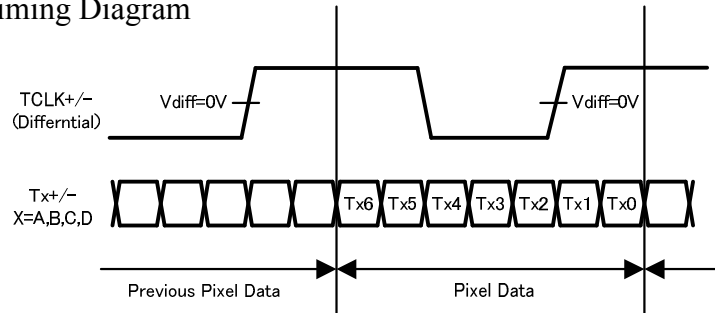 Diagram
TCLK+/-
(Differntial)
Vdiff=0V
Vdiff=0V
Tx+/-
X=A,B,C,D
Tx6 Tx5 Tx4 Tx3 Tx2 Tx1 Tx0
Previous Pixel Data
Pixel Data